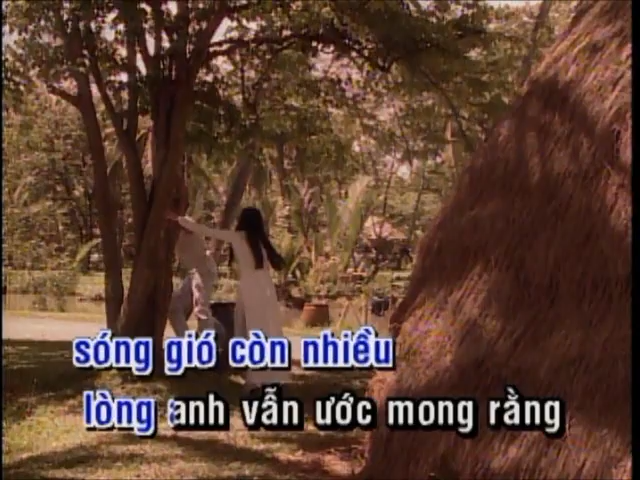 sóng gió còn nhiều
lòng anh vẫn ước mong rằng